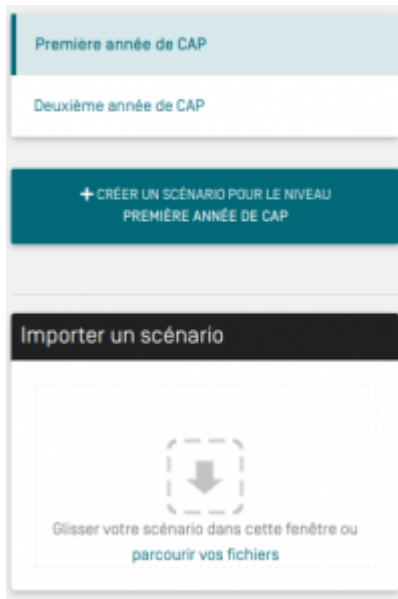 Première année de CAP
Deuxième année de CAP
+ CRÉER UN SCÉNARIO POUR LE NIVEAU
PREMIÈRE ANNÉE DE CAP
Importer un scénario
Glisser votre scénario dans cette fenêtre ou
parcourir vos fichiers